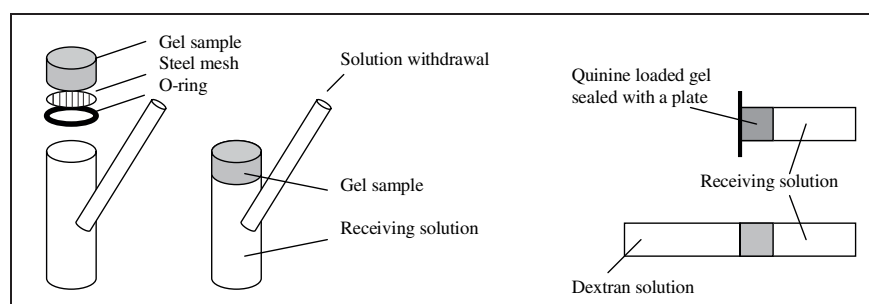 Gel sample
Steel mesh
O-ring
Solution withdrawal
Gel sample
Receiving solution
Quinine loaded gel
sealed with a plate
Receiving solution
Dextran solution